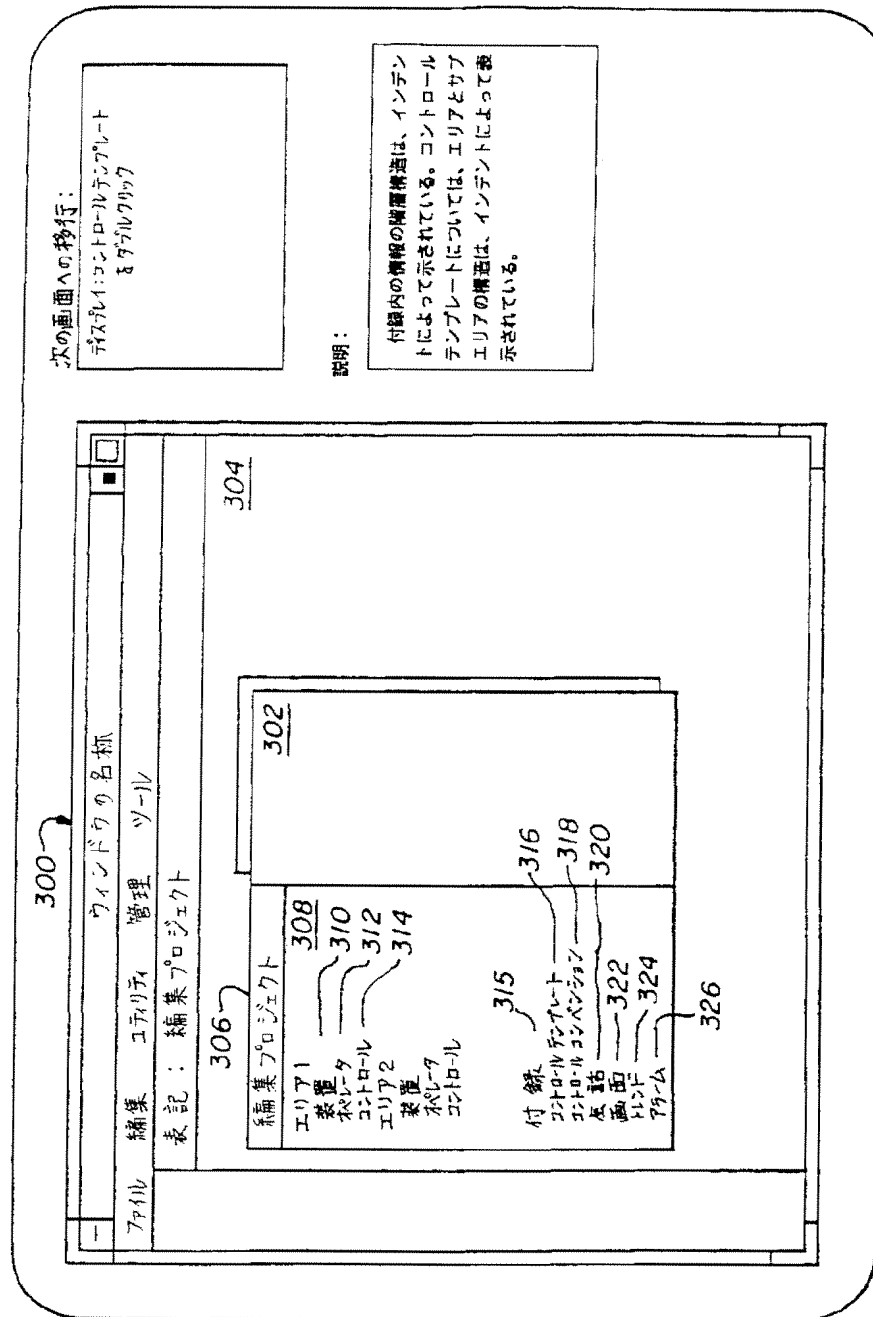 300
ウィンドウの名称
ファイル 編集 ユティリティ 管理 ツール
表記：編集プロジェクト
304
306
編集プロジェクト
302
エリア1
308
装置
310
オペレータ
312
コントロール
314
エリア2
装置
オペレータ
コントロール
315
付録
コントロールテンプレート
316
コントロールコンベンション
318
320
画面
322
トレンド
324
アラーム
326
次の画面への移行：
ディスプレイ：コントロールテンプレート
をダブルクリック
説明：
付録内の情報の階層構造は、インデン
トによって示されている。コントロール
テンプレートについては、エリアとサブ
エリアの構造は、インデントによって表
示されている。